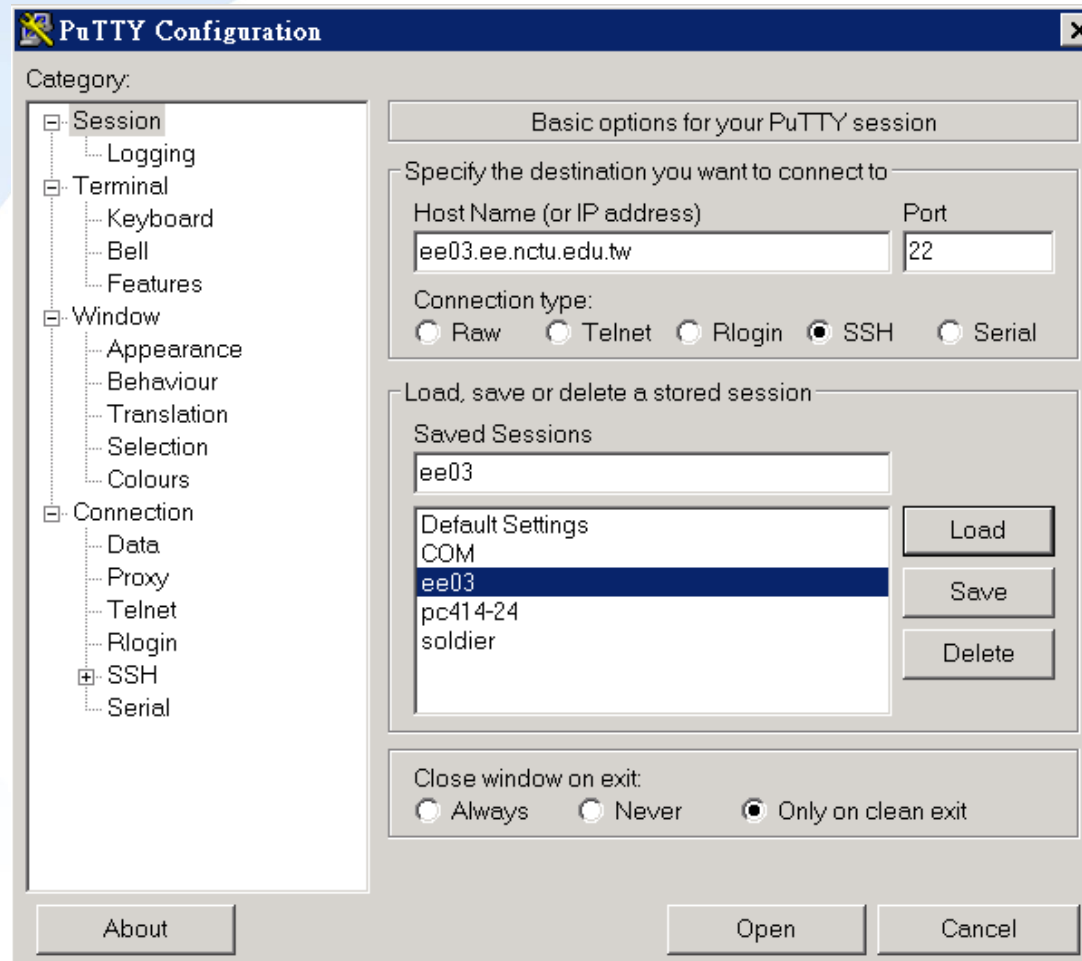 PuTTY Configuration
Category:
Session
Logging
Terminal
Keyboard
Bell
Features
Window
Appearance
Behaviour
Translation
Selection
Colours
Connection
Data
Proxy
Telnet
Rlogin
SSH
Serial
Basic options for your PuTTY session
Specify the destination you want to connect to
Host Name (or IP address) Port
ee03.ee.nctu.edu.tw 22
Connection type:
Raw Telnet Rlogin SSH Serial
Load, save or delete a stored session
Saved Sessions
ee03
Default Settings
COM
ee03
pc414-24
soldier
Load
Save
Delete
Close window on exit:
Always Never Only on clean exit
About Open Cancel